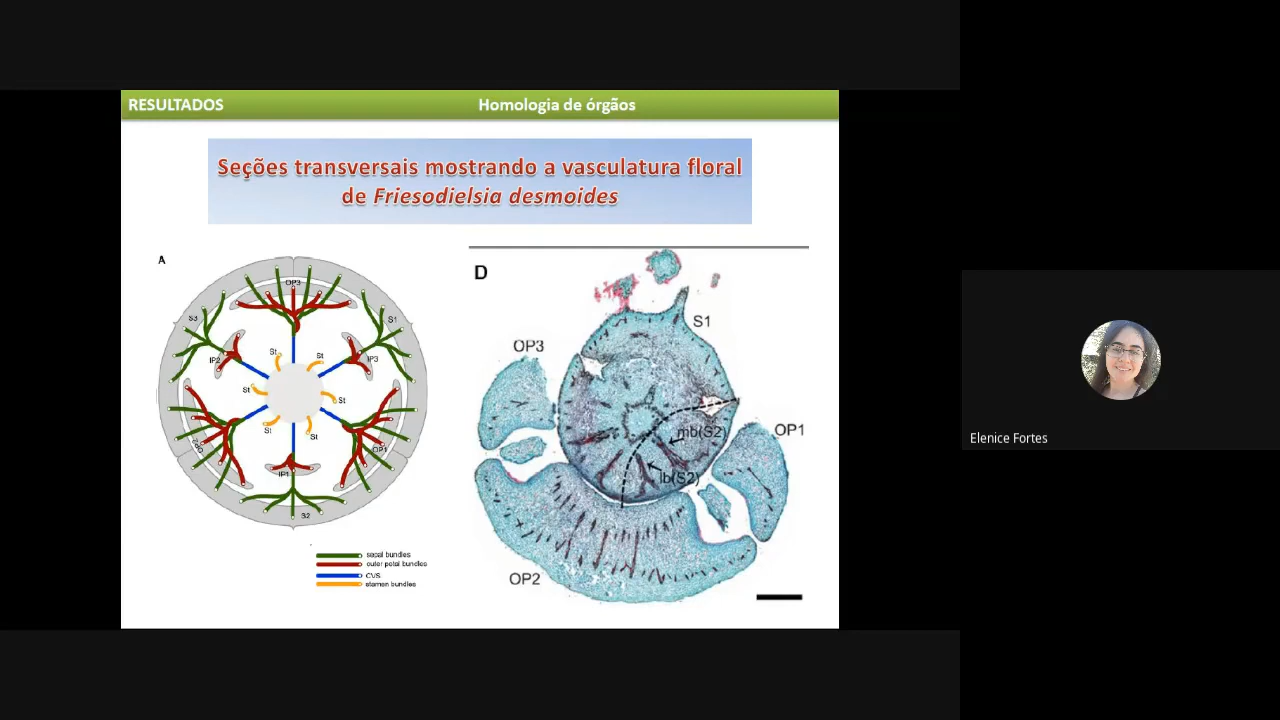 RESULTADOS
Homologia de órgãos
Seções transversais mostrando a vasculatura floral
de Friesodielsia desmoides
A
OP3
S3
S1
IP2
IP3
St
St
St
St
St
St
OP2
OP1
IP1
S2
sepal bundles
outer petal bundles
CVS
stamen bundles
D
S1
OP3
mb(S2)
OP1
lb(S2)
OP2
Elenice Fortes